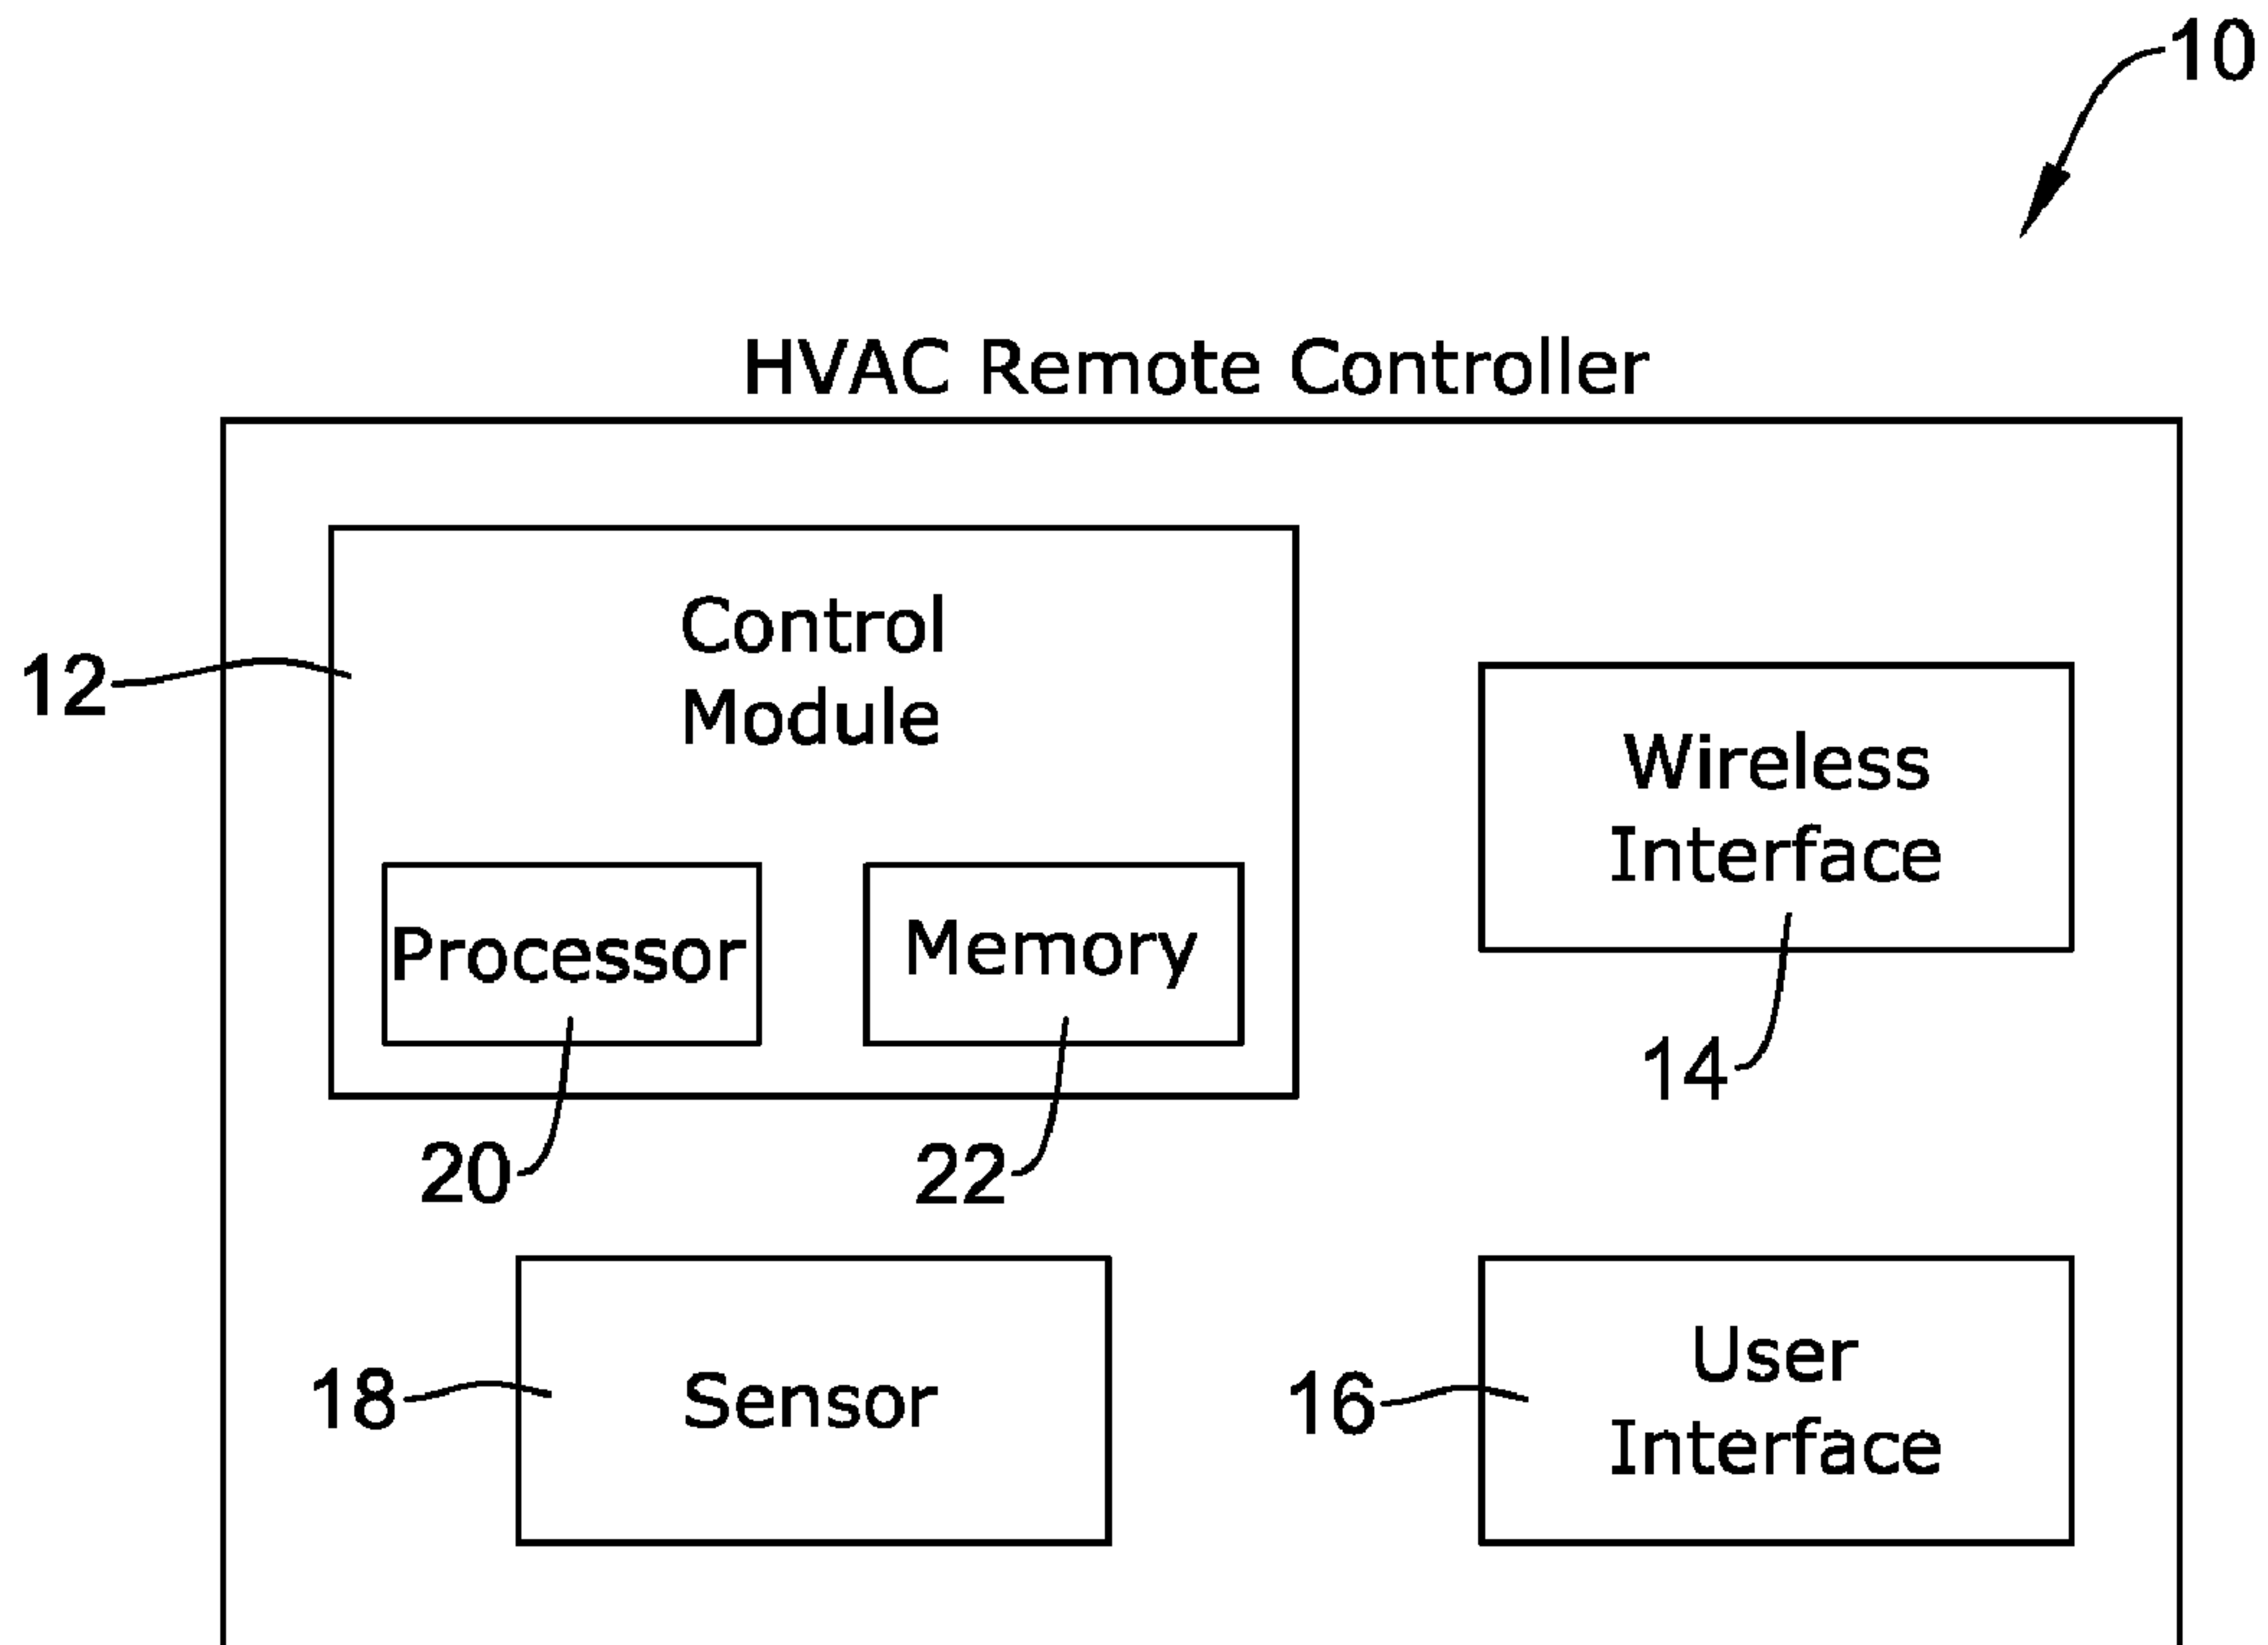 10
HVAC Remote Controller
12
Control
Module
Wireless
Interface
14
Processor
Memory
20
22
18
Sensor
16
User
Interface